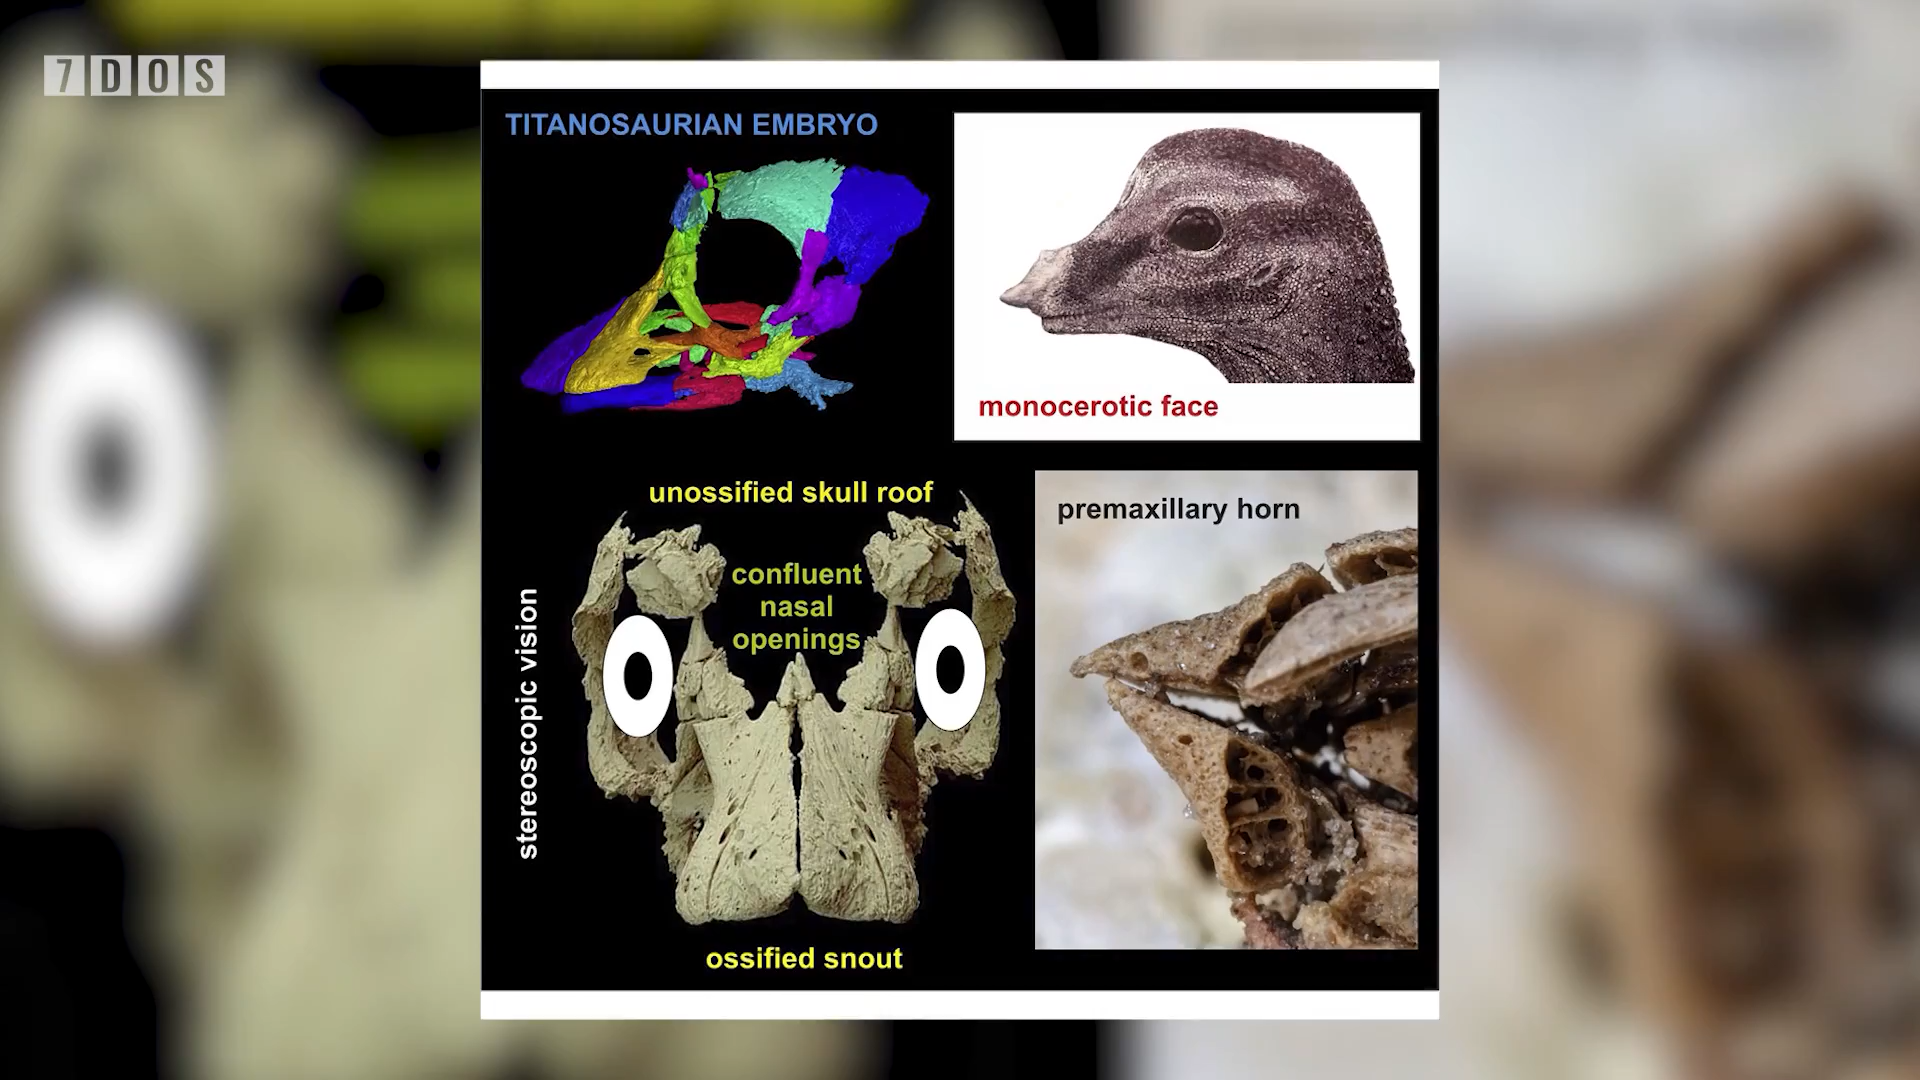 7DOS
TITANOSAURIAN EMBRYO
monocerotic face
unossified skull roof
confluent
nasal
openings
stereoscopic vision
ossified snout
premaxillary horn